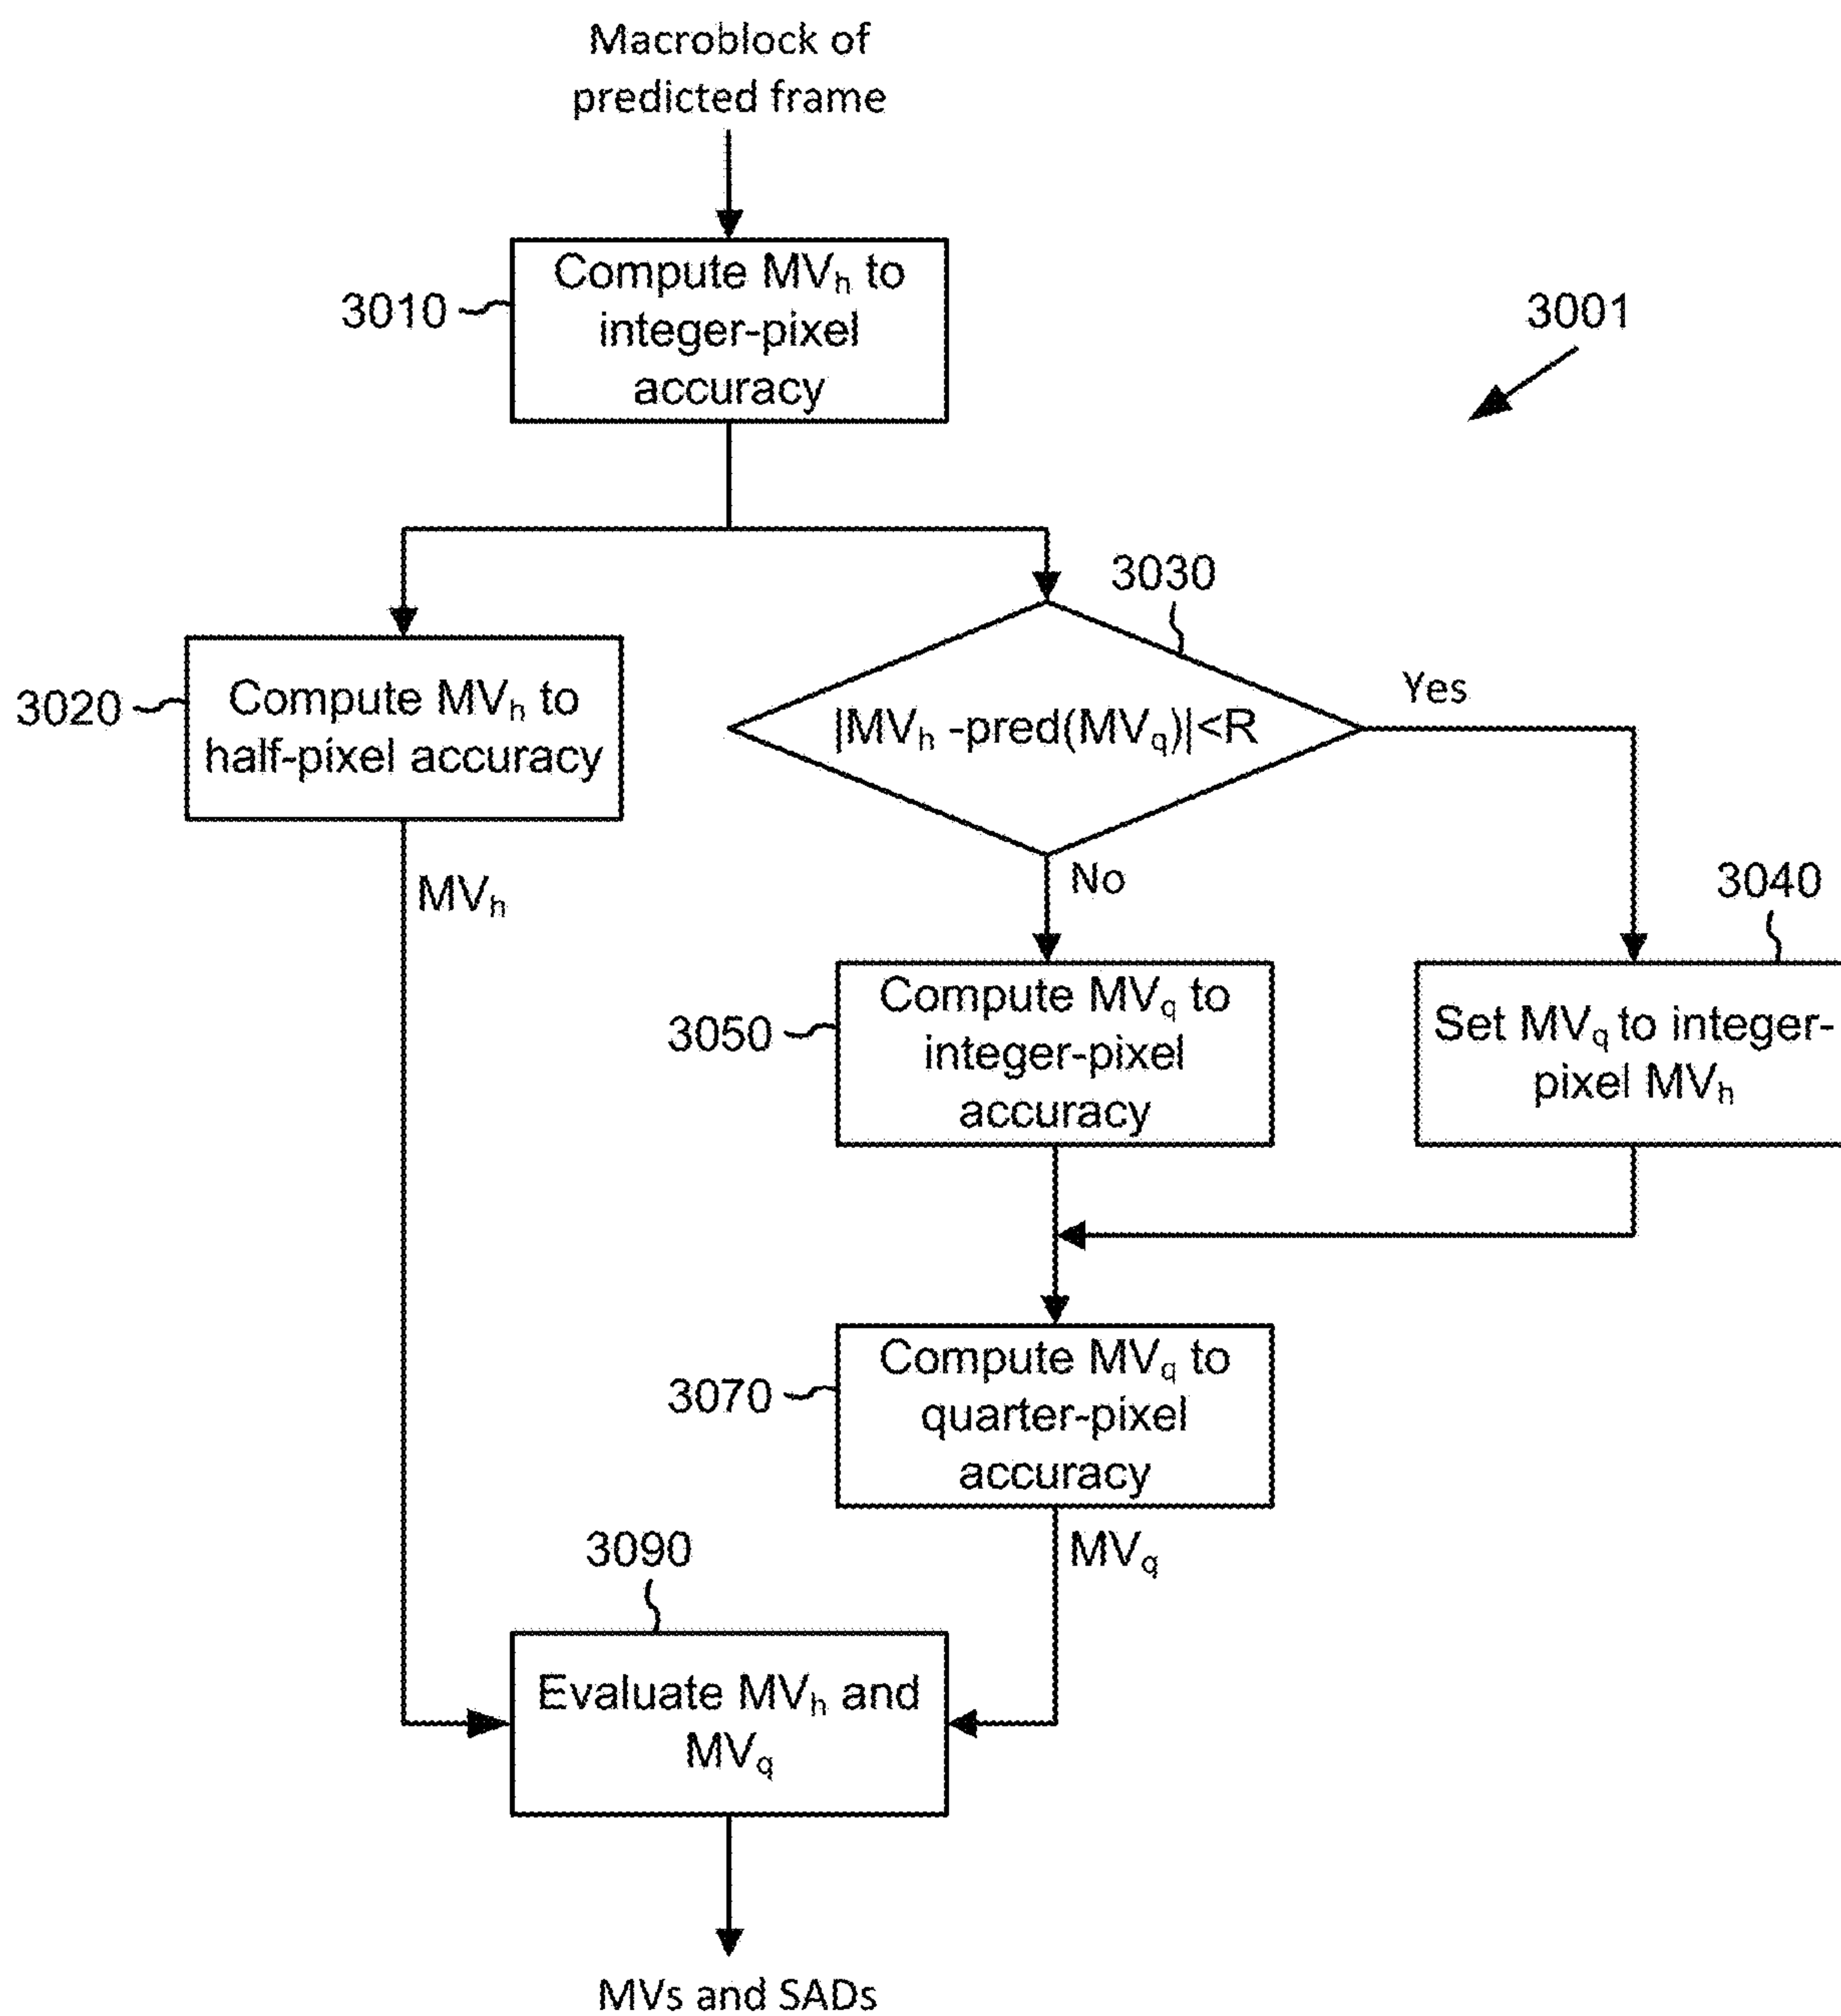 Macroblock of
predicted frame
3010
Compute MVh to
integer-pixel
accuracy
3001
3030
3020
Compute MVh to
half-pixel accuracy
|MVh -pred(MVq)|<R
Yes
No
MVh
3040
3050
Compute MVq to
integer-pixel
accuracy
Set MVq to integer-
pixel MVh
3070
Compute MVq to
quarter-pixel
accuracy
3090
MVq
Evaluate MVh and
MVq
MVs and SADs